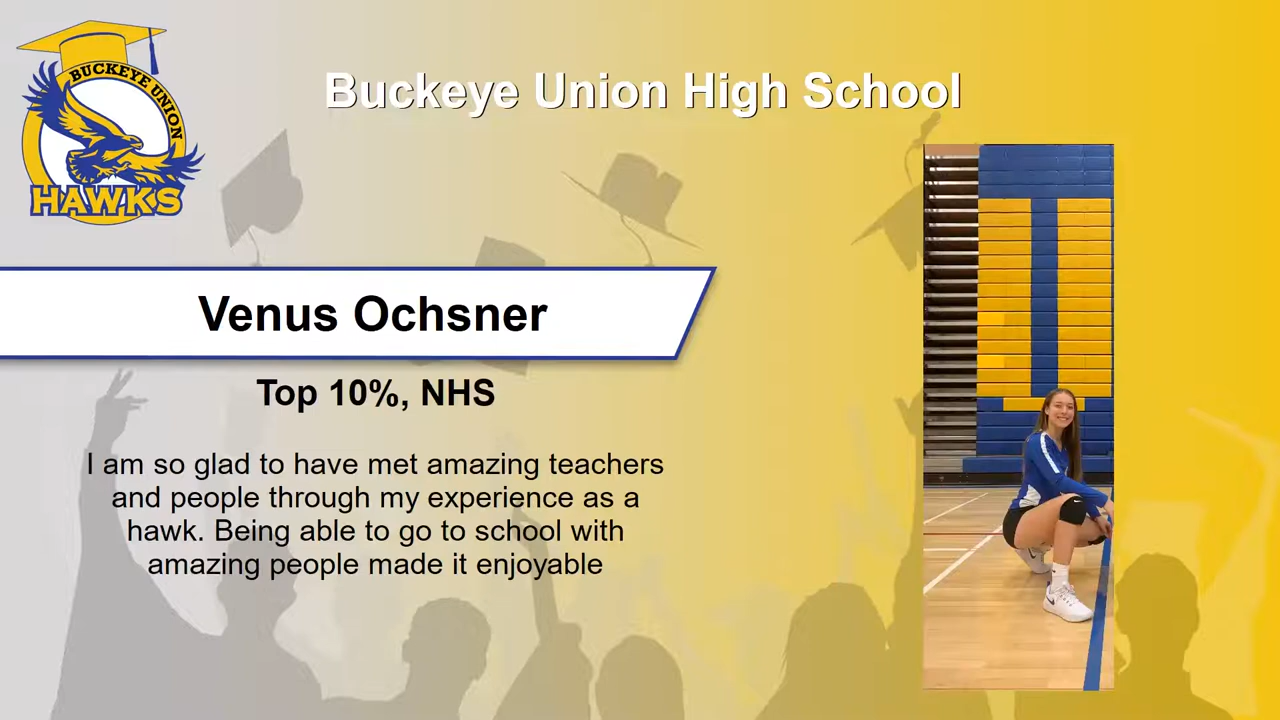 BUCKEYE UNION
HAWKS
Buckeye Union High School
Venus Ochsner
Top 10%, NHS
I am so glad to have met amazing teachers
and people through my experience as a
hawk. Being able to go to school with
amazing people made it enjoyable